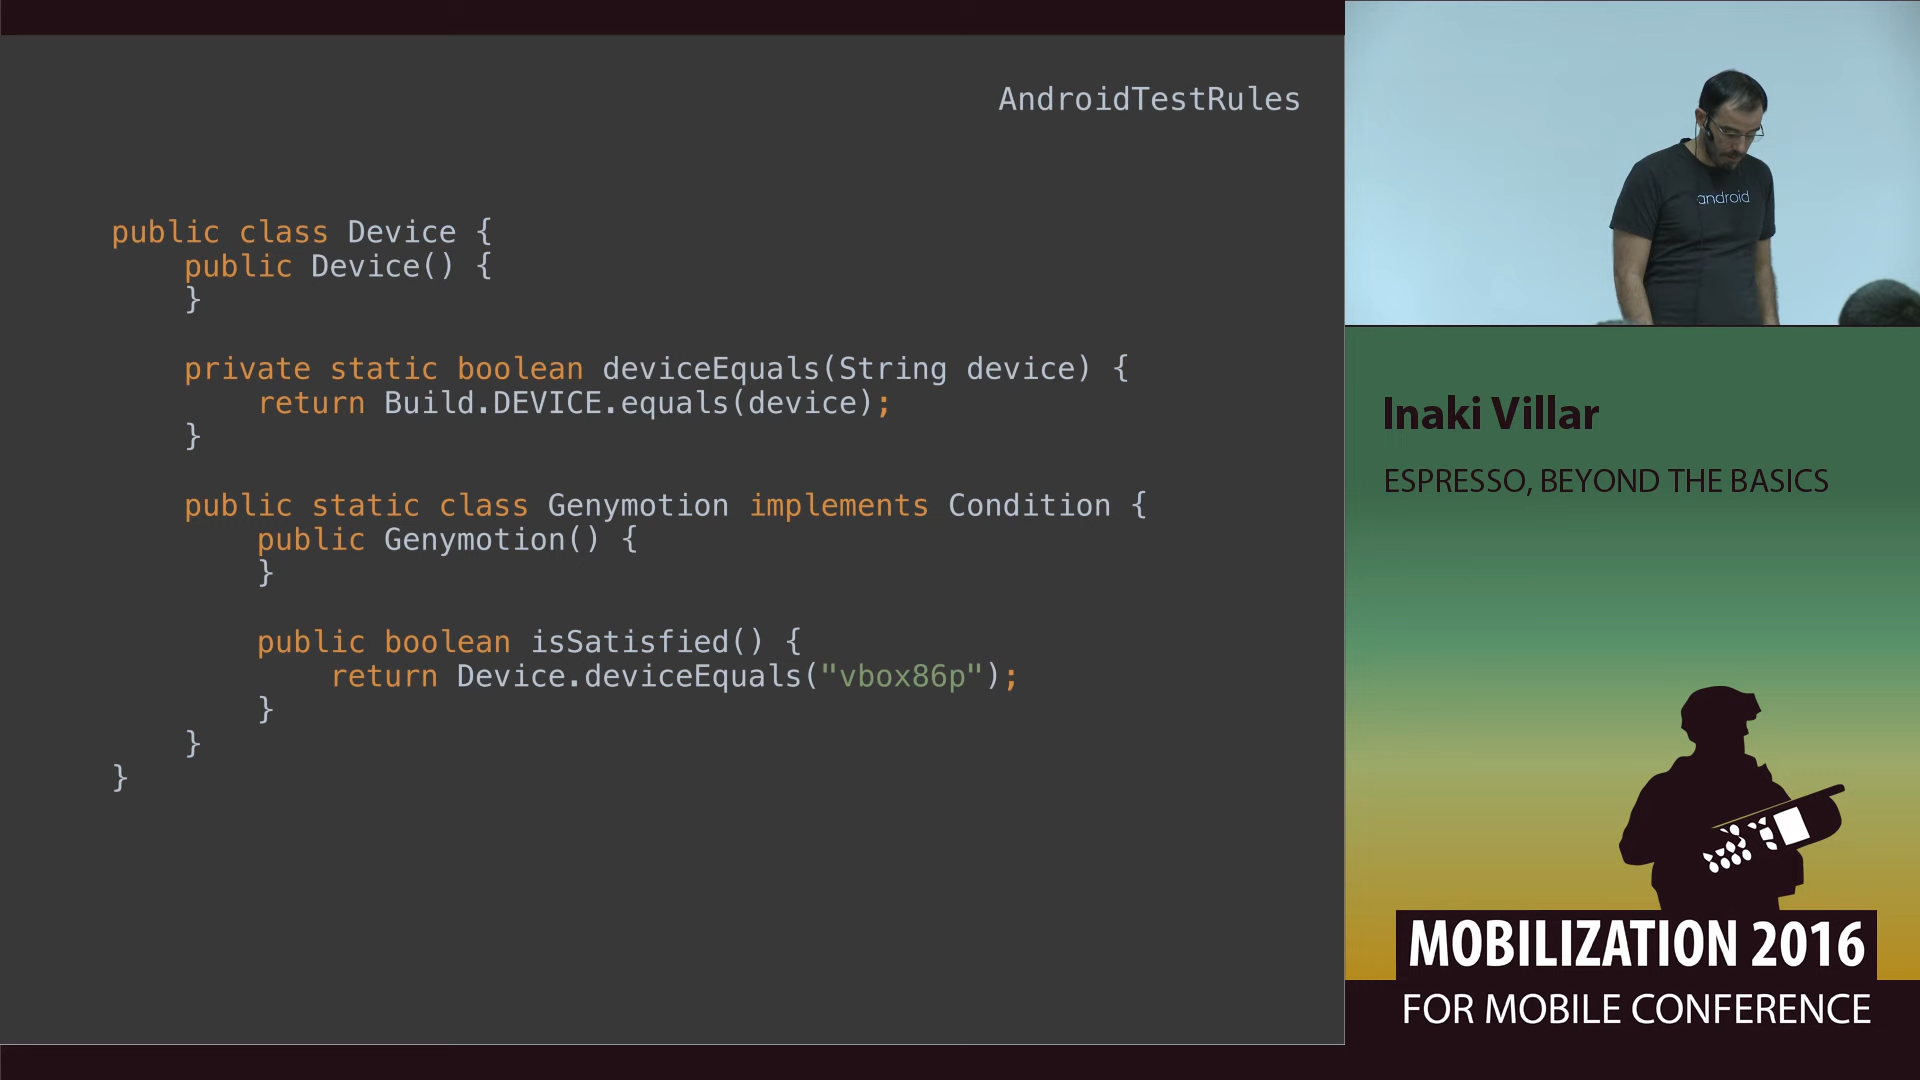 AndroidTestRules
public class Device {
public Device() {
}
private static boolean deviceEquals(String device) {
return Build.DEVICE.equals(device);
}
public static class Genymotion implements Condition {
public Genymotion() {
}
public boolean isSatisfied() {
return Device.deviceEquals("vbox86p");
}
}
}
android
Inaki Villar
ESPRESSO, BEYOND THE BASICS
MOBILIZATION 2016
FOR MOBILE CONFERENCE